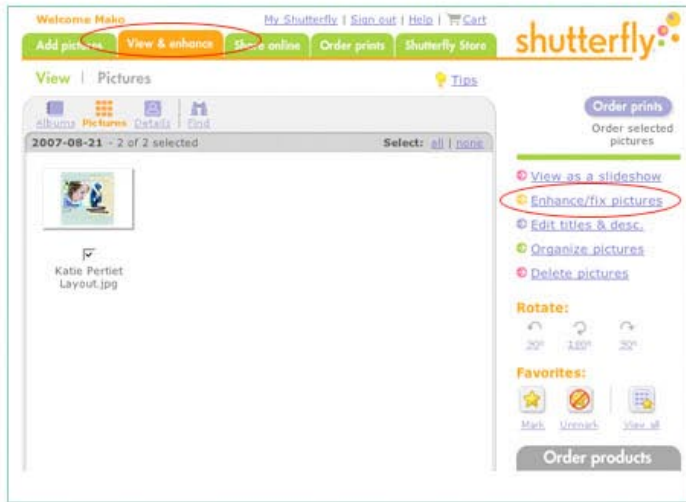 Welcome Mako
My Shutterfly | Sign out | Help | Cart
shutterfly
Add pictures
View & enhance
Share online
Order prints
Shutterfly Store
View | Pictures
Tips
Albums Pictures Details Find
2007-08-21 - 2 of 2 selected
Select: all | none
Katie Pertiet
Layout.jpg
Order prints
Order selected
pictures
View as a slideshow
Enhance/fix pictures
Edit titles & desc.
Organize pictures
Delete pictures
Rotate:
90° 180° 90°
Favorites:
Mark Unmark View all
Order products